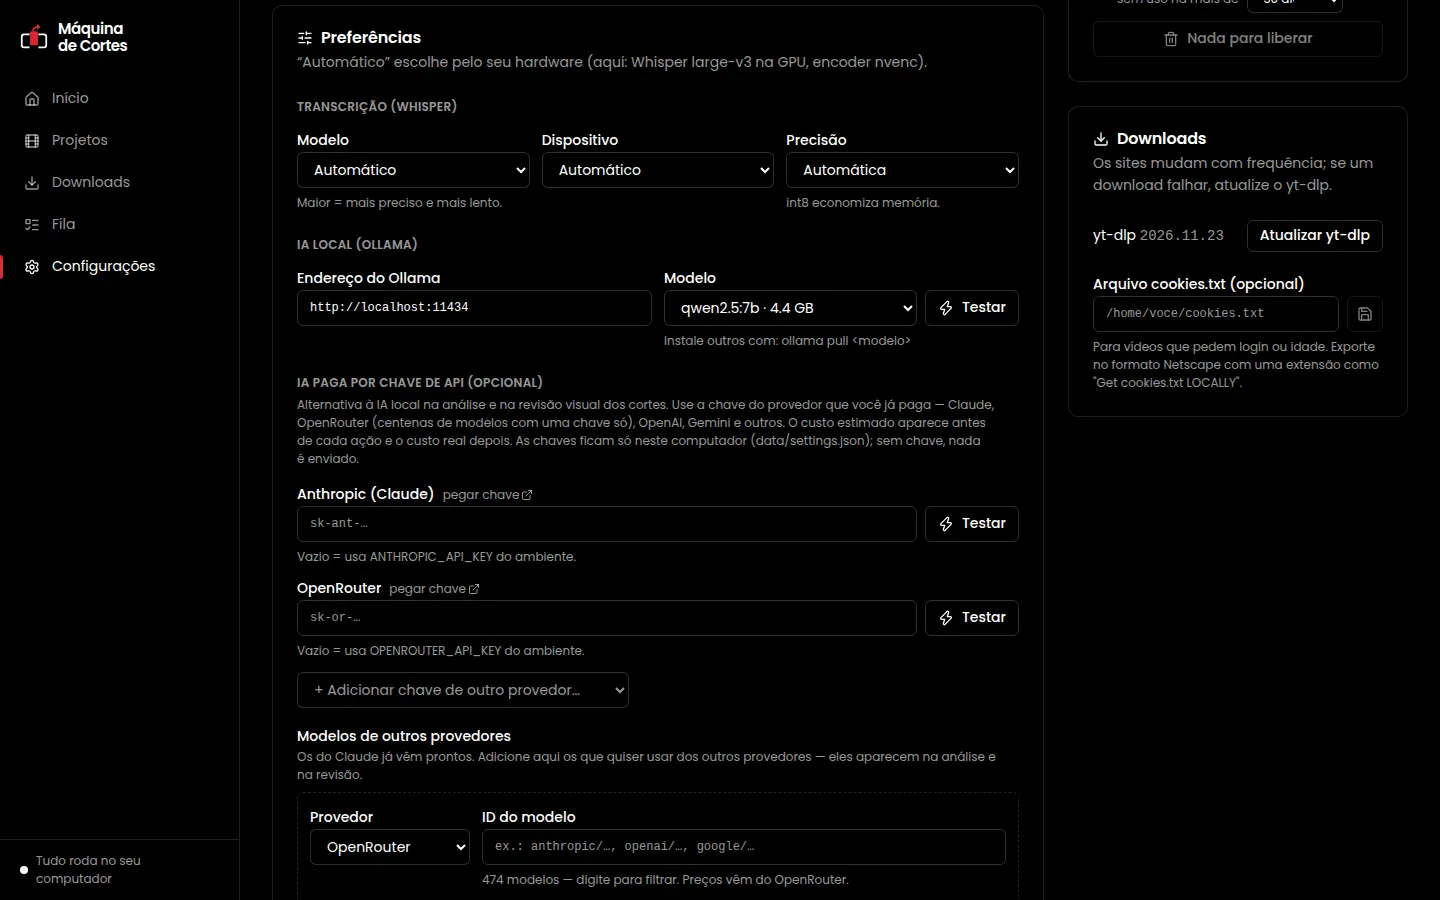 Máquina
de Cortes
Início
Projetos
Downloads
Fila
Configurações
Tudo roda no seu
computador
Preferências
“Automático” escolhe pelo seu hardware (aqui: Whisper large-v3 na GPU, encoder nvenc).
TRANSCRIÇÃO (WHISPER)
Modelo
Dispositivo
Precisão
Automático
Automático
Automática
Maior = mais preciso e mais lento.
int8 economiza memória.
IA LOCAL (OLLAMA)
Endereço do Ollama
Modelo
http://localhost:11434
qwen2.5:7b · 4.4 GB
Testar
Instale outros com: ollama pull <modelo>
IA PAGA POR CHAVE DE API (OPCIONAL)
Alternativa à IA local na análise e na revisão visual dos cortes. Use a chave do provedor que você já paga — Claude,
OpenRouter (centenas de modelos com uma chave só), OpenAI, Gemini e outros. O custo estimado aparece antes
de cada ação e o custo real depois. As chaves ficam só neste computador (data/settings.json); sem chave, nada
é enviado.
Anthropic (Claude) pegar chave
sk-ant-…
Testar
Vazio = usa ANTHROPIC_API_KEY do ambiente.
OpenRouter pegar chave
sk-or-…
Testar
Vazio = usa OPENROUTER_API_KEY do ambiente.
+ Adicionar chave de outro provedor…
Modelos de outros provedores
Os do Claude já vêm prontos. Adicione aqui os que quiser usar dos outros provedores — eles aparecem na análise e
na revisão.
Provedor
ID do modelo
OpenRouter
ex.: anthropic/…, openai/…, google/…
474 modelos — digite para filtrar. Preços vêm do OpenRouter.
sem uso há mais de
Nada para liberar
Downloads
Os sites mudam com frequência; se um
download falhar, atualize o yt-dlp.
yt-dlp 2026.11.23
Atualizar yt-dlp
Arquivo cookies.txt (opcional)
/home/voce/cookies.txt
Para vídeos que pedem login ou idade. Exporte
no formato Netscape com uma extensão como
"Get cookies.txt LOCALLY".